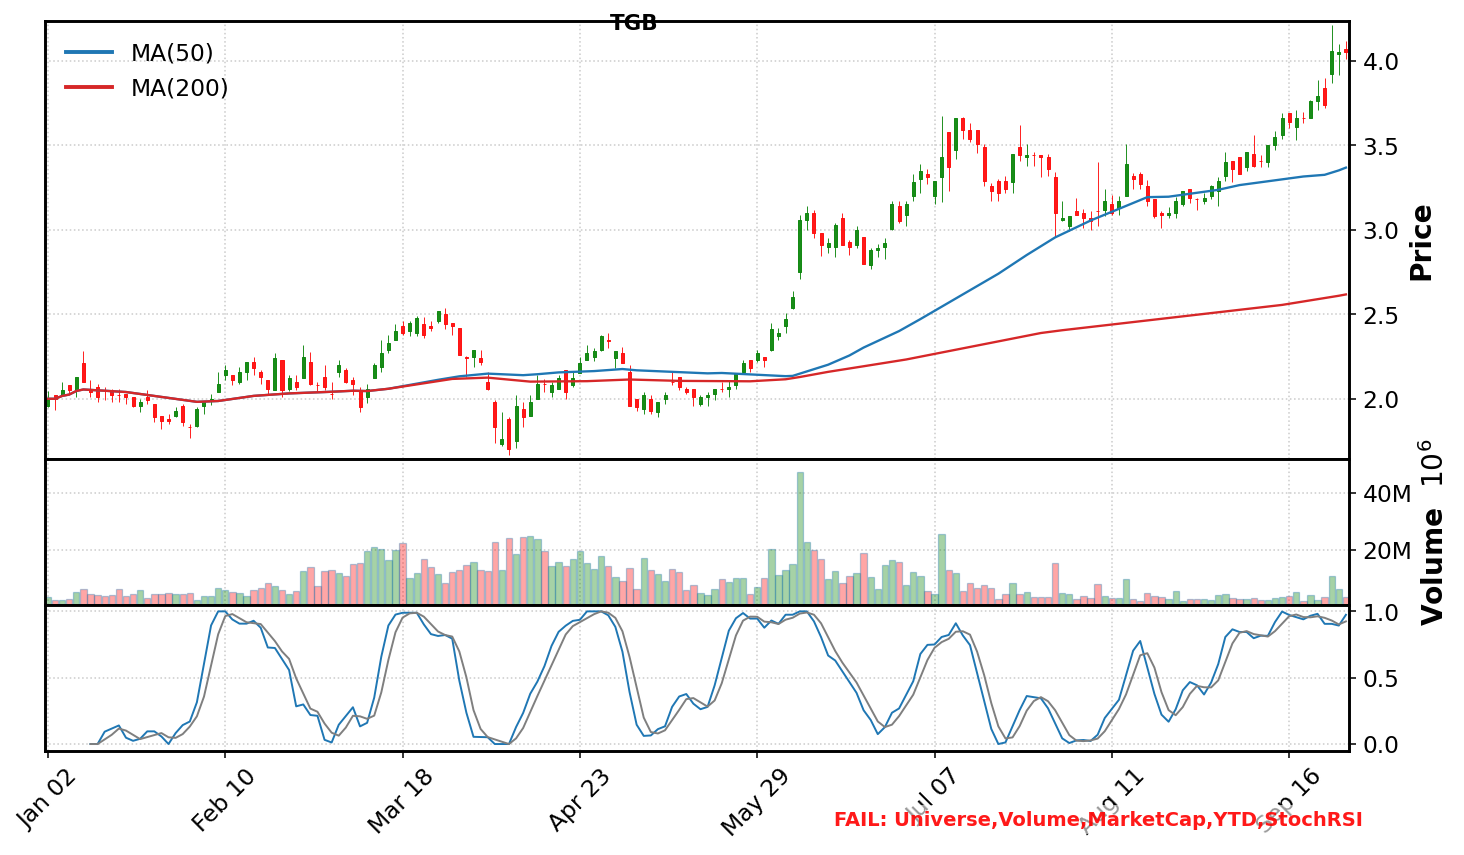 TGB
MA(50)
MA(200)
4.0
3.5
3.0
2.5
2.0
Price
40M
20M
Volume 10⁶
1.0
0.5
0.0
Jan 02
Feb 10
Mar 18
Apr 23
May 29
Jul 07
Aug 11
Sep 16
FAIL: Universe,Volume,MarketCap,YTD,StochRSI